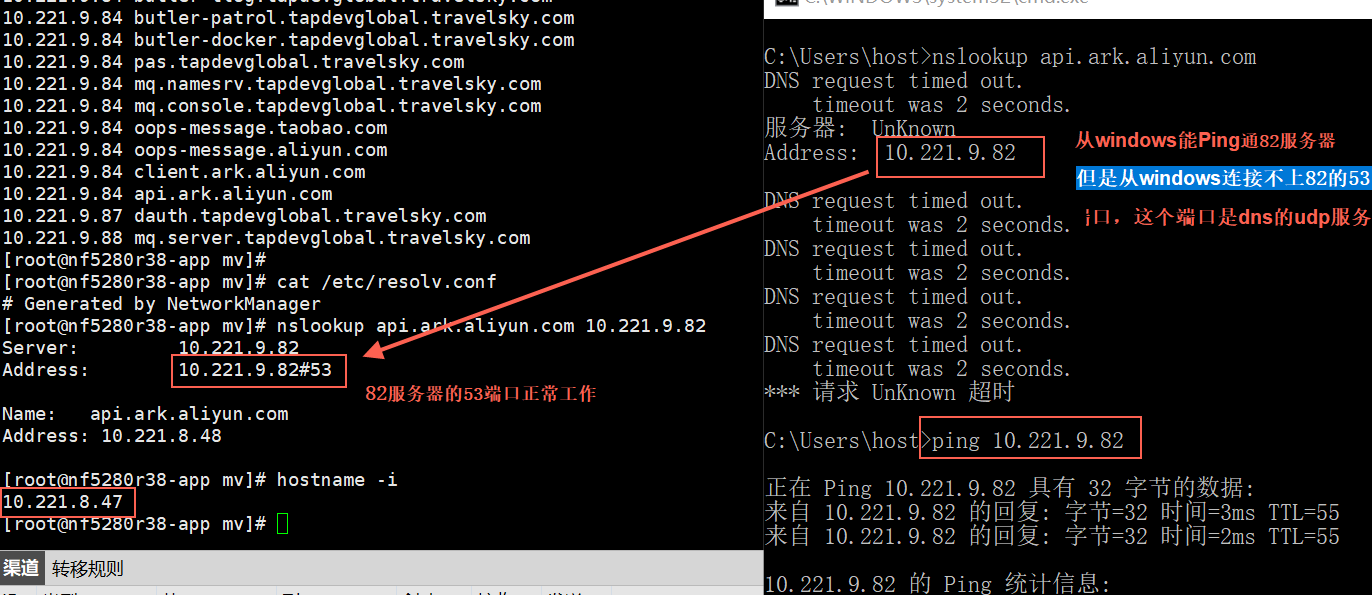 10.221.9.84 butler-patrol.tapdevglobal.travelsky.com
10.221.9.84 butler-docker.tapdevglobal.travelsky.com
10.221.9.84 pas.tapdevglobal.travelsky.com
10.221.9.84 mq.namesrv.tapdevglobal.travelsky.com
10.221.9.84 mq.console.tapdevglobal.travelsky.com
10.221.9.84 oops-message.taobao.com
10.221.9.84 oops-message.aliyun.com
10.221.9.84 client.ark.aliyun.com
10.221.9.84 api.ark.aliyun.com
10.221.9.87 dauth.tapdevglobal.travelsky.com
10.221.9.88 mq.server.tapdevglobal.travelsky.com
[root@nf5280r38-app mv]#
[root@nf5280r38-app mv]# cat /etc/resolv.conf
# Generated by NetworkManager
[root@nf5280r38-app mv]# nslookup api.ark.aliyun.com 10.221.9.82
Server: 10.221.9.82
Address: 10.221.9.82#53
82服务器的53端口正常工作
Name: api.ark.aliyun.com
Address: 10.221.8.48
[root@nf5280r38-app mv]# hostname -i
10.221.8.47
[root@nf5280r38-app mv]#
渠道 转移规则
C:\WINDOWS\system32\cmd.exe
C:\Users\host>nslookup api.ark.aliyun.com
DNS request timed out.
timeout was 2 seconds.
服务器: UnKnown
Address: 10.221.9.82
从windows能Ping通82服务器
但是从windows连接不上82的53
口，这个端口是dns的udp服务
DNS request timed out.
timeout was 2 seconds.
DNS request timed out.
timeout was 2 seconds.
DNS request timed out.
timeout was 2 seconds.
DNS request timed out.
timeout was 2 seconds.
*** 请求 UnKnown 超时
C:\Users\host>ping 10.221.9.82
正在 Ping 10.221.9.82 具有 32 字节的数据:
来自 10.221.9.82 的回复: 字节=32 时间=3ms TTL=55
来自 10.221.9.82 的回复: 字节=32 时间=2ms TTL=55
10.221.9.82 的 Ping 统计信息: